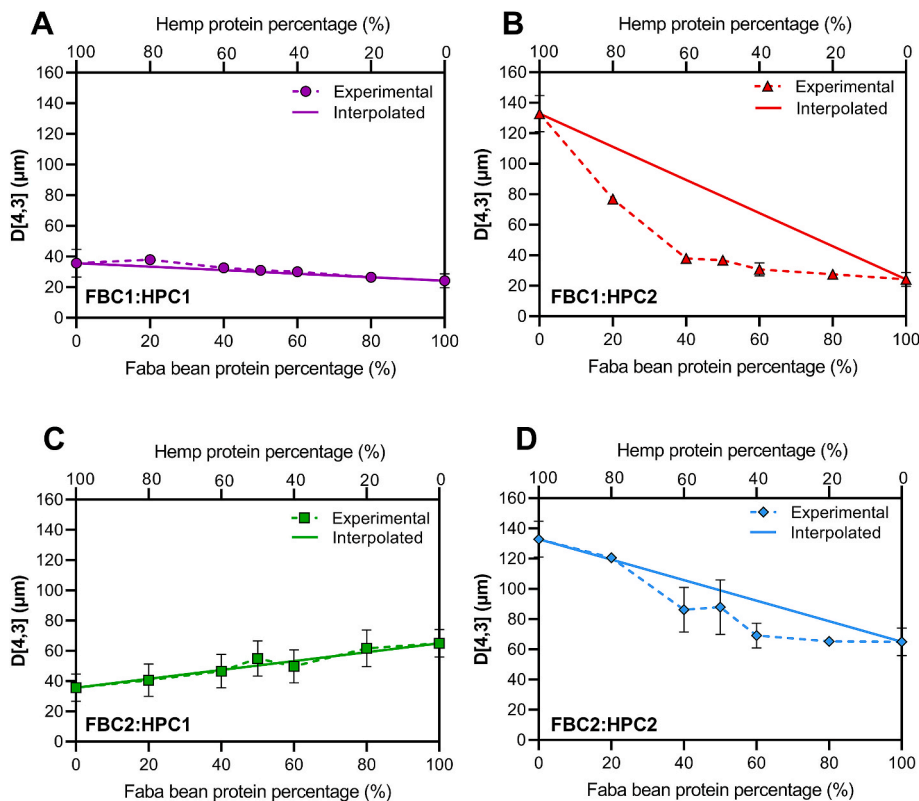 A
Hemp protein percentage (%)
100 80 60 40 20 0
160
140
120
100
80
60
40
20
0
D[4,3] (μm)
Experimental
Interpolated
FBC1:HPC1
0 20 40 60 80 100
Faba bean protein percentage (%)
B
Hemp protein percentage (%)
100 80 60 40 20 0
160
140
120
100
80
60
40
20
0
D[4,3] (μm)
Experimental
Interpolated
FBC1:HPC2
0 20 40 60 80 100
Faba bean protein percentage (%)
C
Hemp protein percentage (%)
100 80 60 40 20 0
160
140
120
100
80
60
40
20
0
D[4,3] (μm)
Experimental
Interpolated
FBC2:HPC1
0 20 40 60 80 100
Faba bean protein percentage (%)
D
Hemp protein percentage (%)
100 80 60 40 20 0
160
140
120
100
80
60
40
20
0
D[4,3] (μm)
Experimental
Interpolated
FBC2:HPC2
0 20 40 60 80 100
Faba bean protein percentage (%)